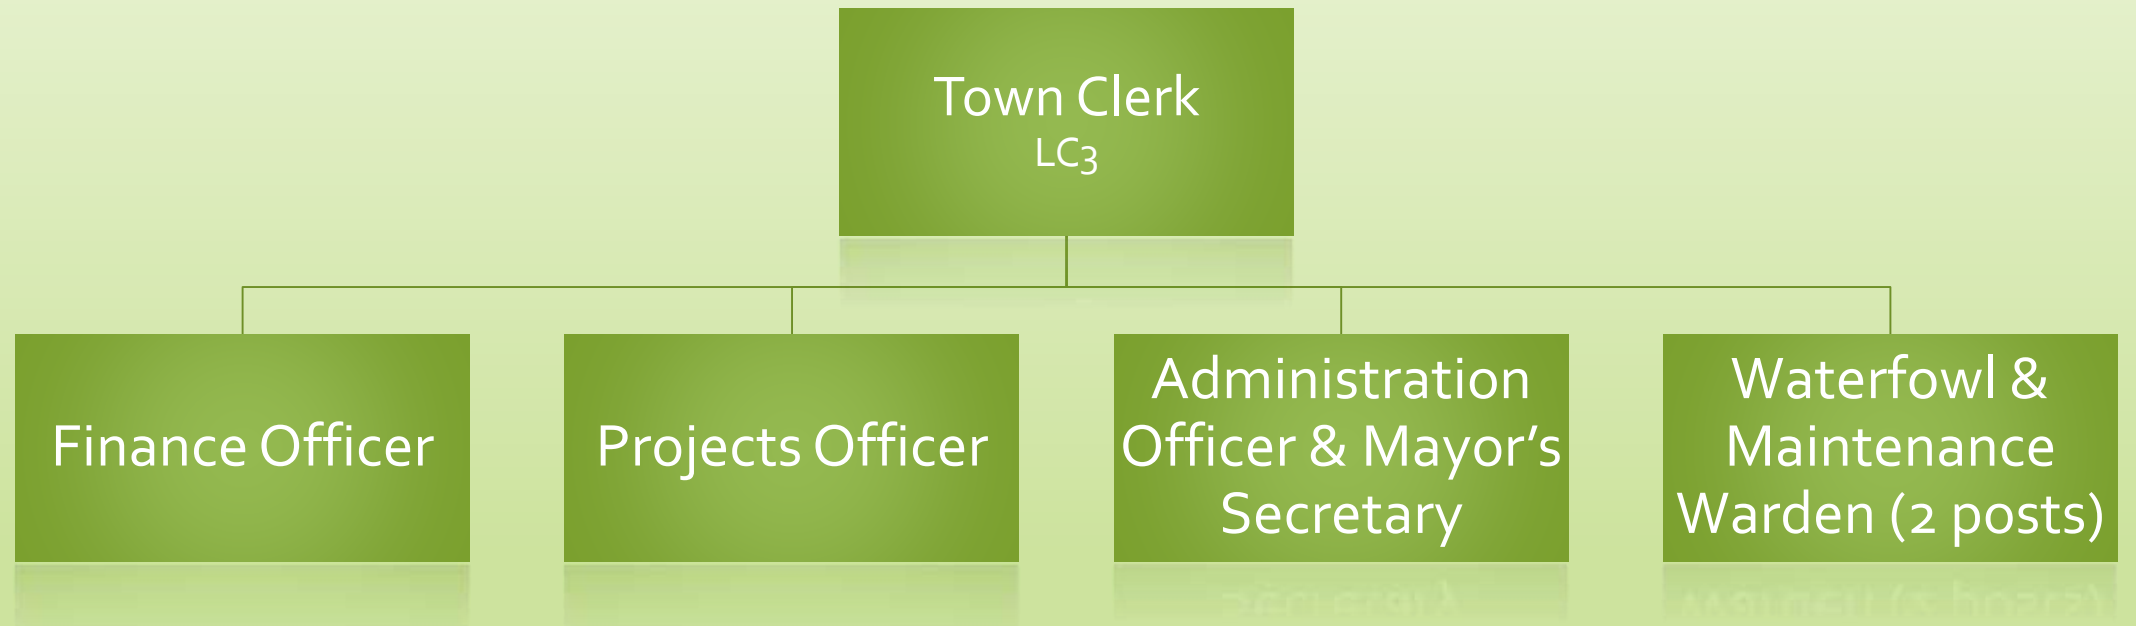 Town Clerk
LC3
Finance Officer
Projects Officer
Administration
Officer & Mayor’s
Secretary
Waterfowl &
Maintenance
Warden (2 posts)